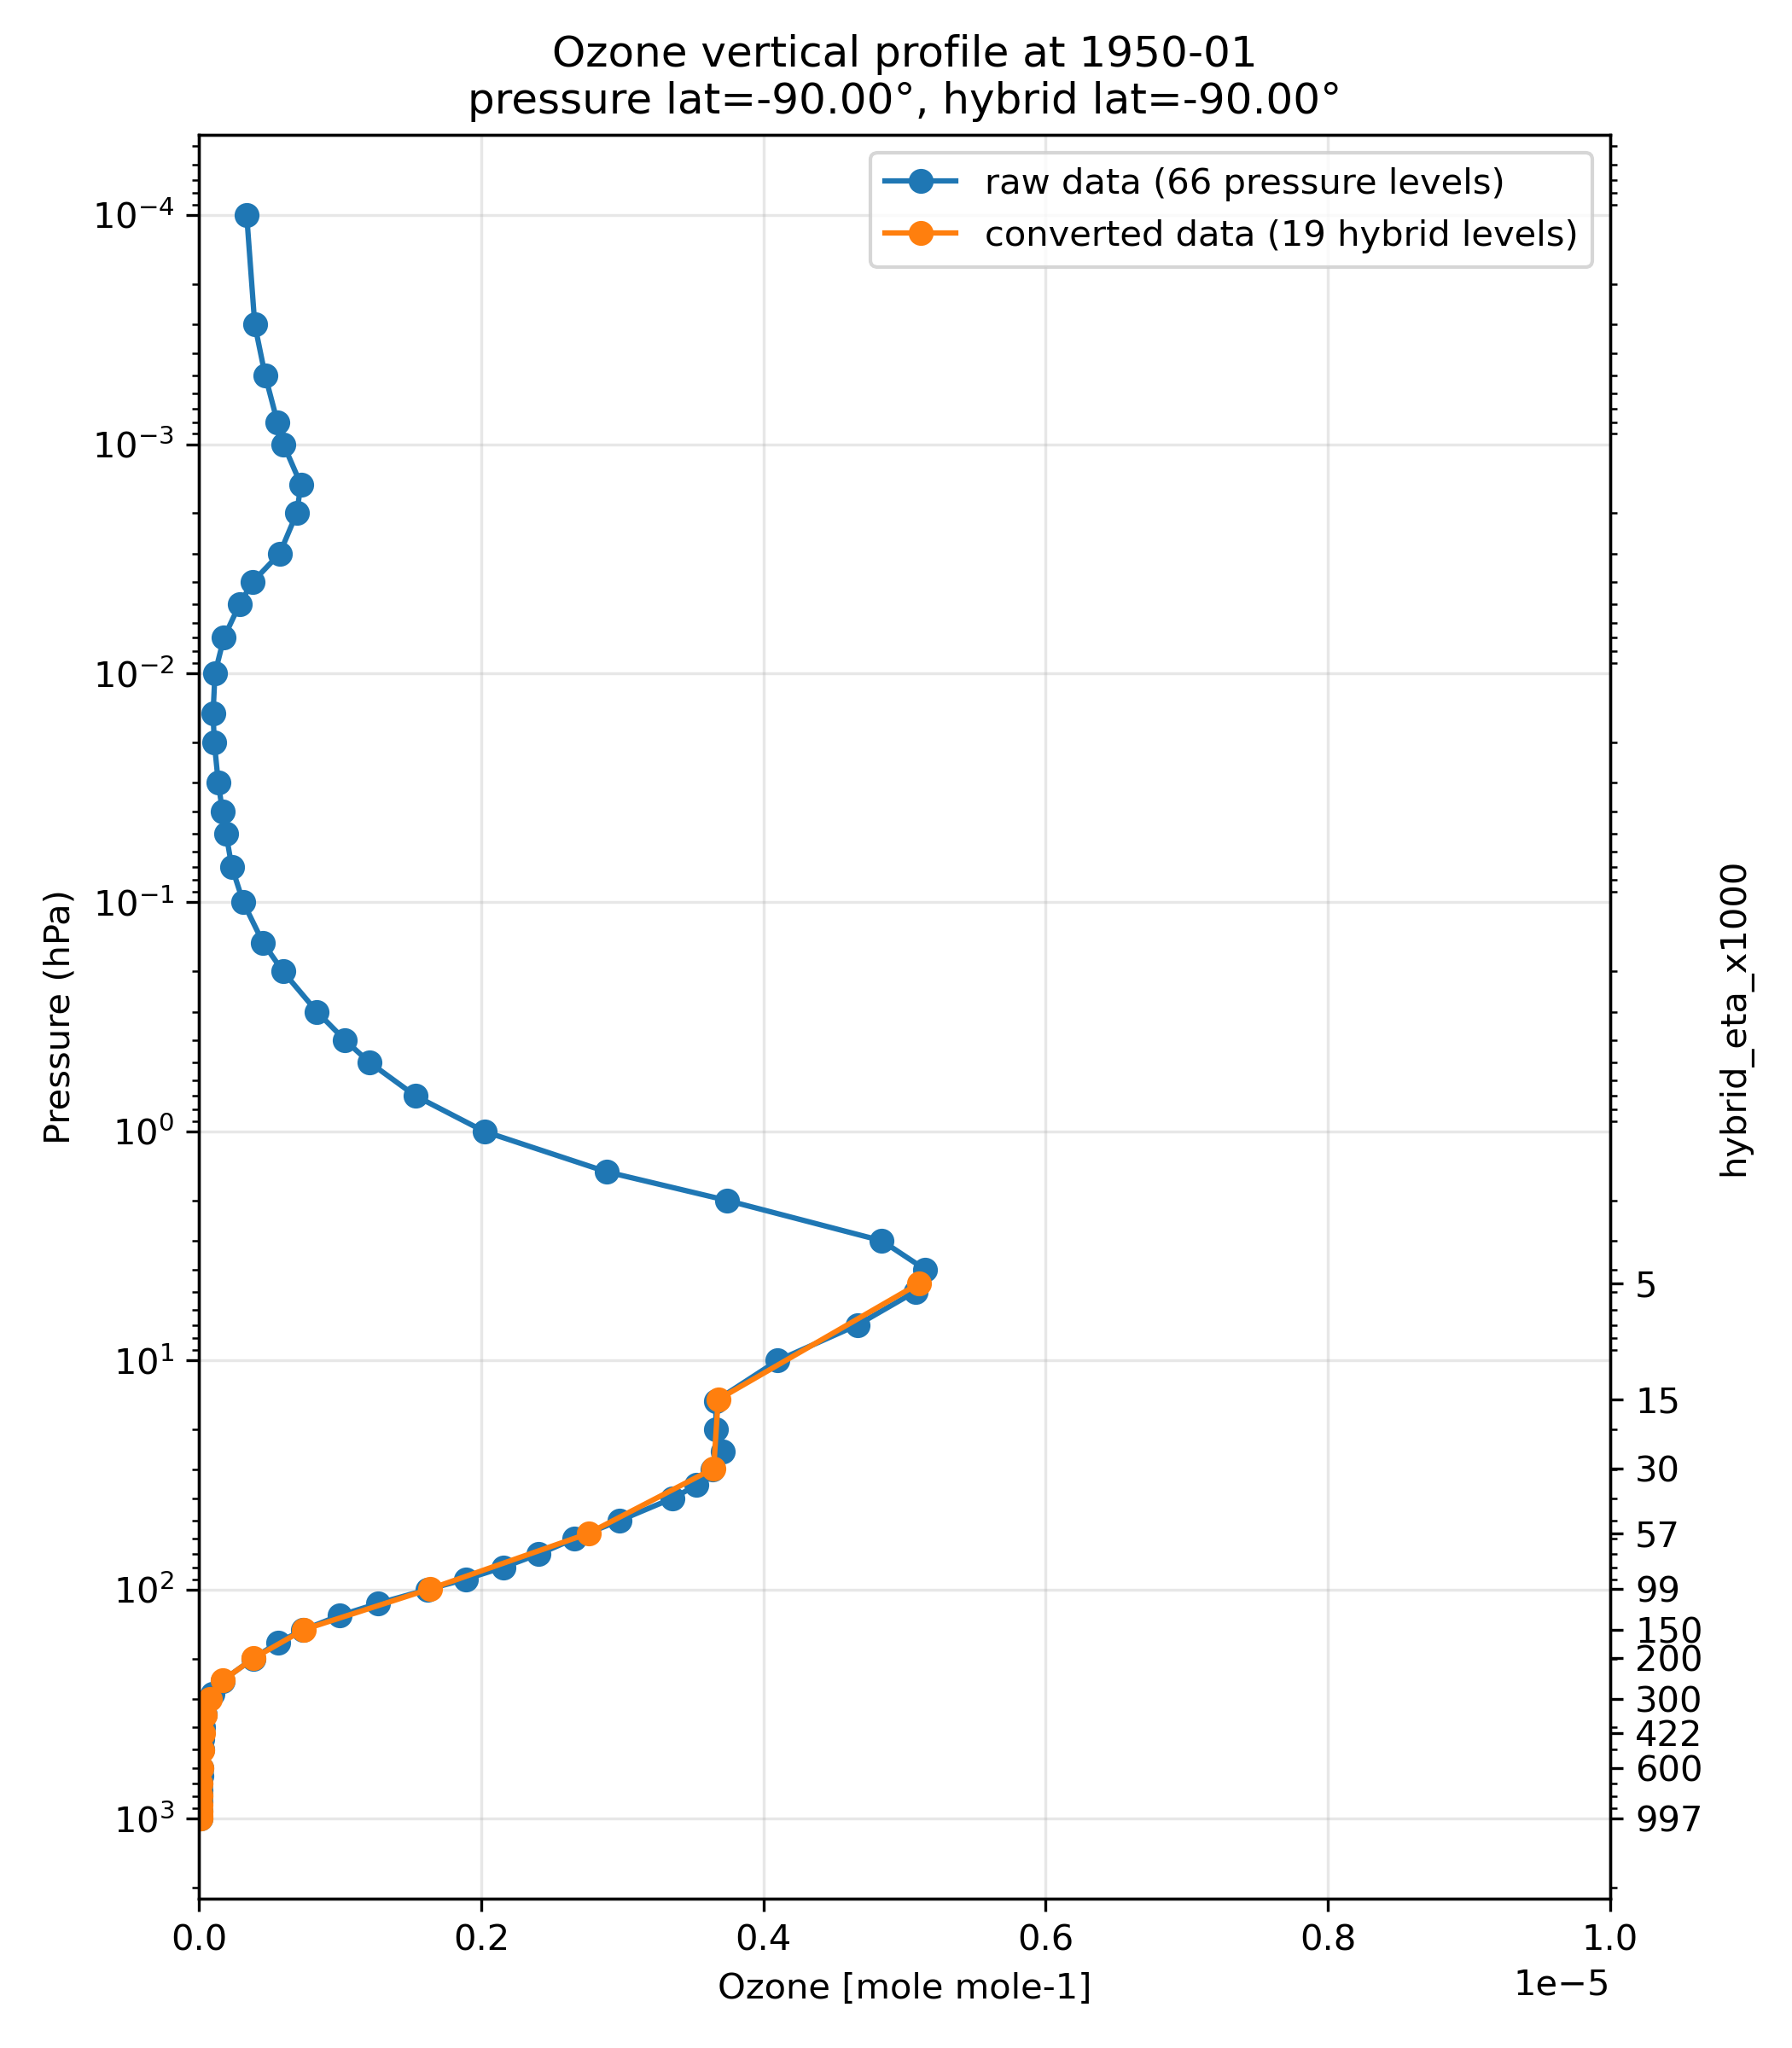 Ozone vertical profile at 1950-01
pressure lat=-90.00°, hybrid lat=-90.00°
raw data (66 pressure levels)
converted data (19 hybrid levels)
Pressure (hPa)
10⁻⁴
10⁻³
10⁻²
10⁻¹
10⁰
10¹
10²
10³
hybrid_eta_x1000
5
15
30
57
99
150
200
300
422
600
997
0.0 0.2 0.4 0.6 0.8 1.0
1e−5
Ozone [mole mole-1]